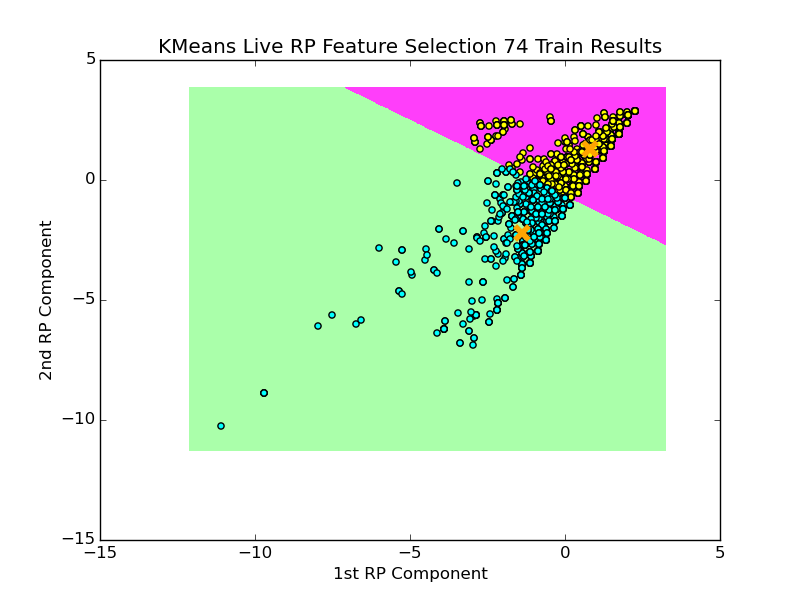 KMeans Live RP Feature Selection 74 Train Results
5
0
−5
−10
−15
2nd RP Component
−15 −10 −5 0 5
1st RP Component